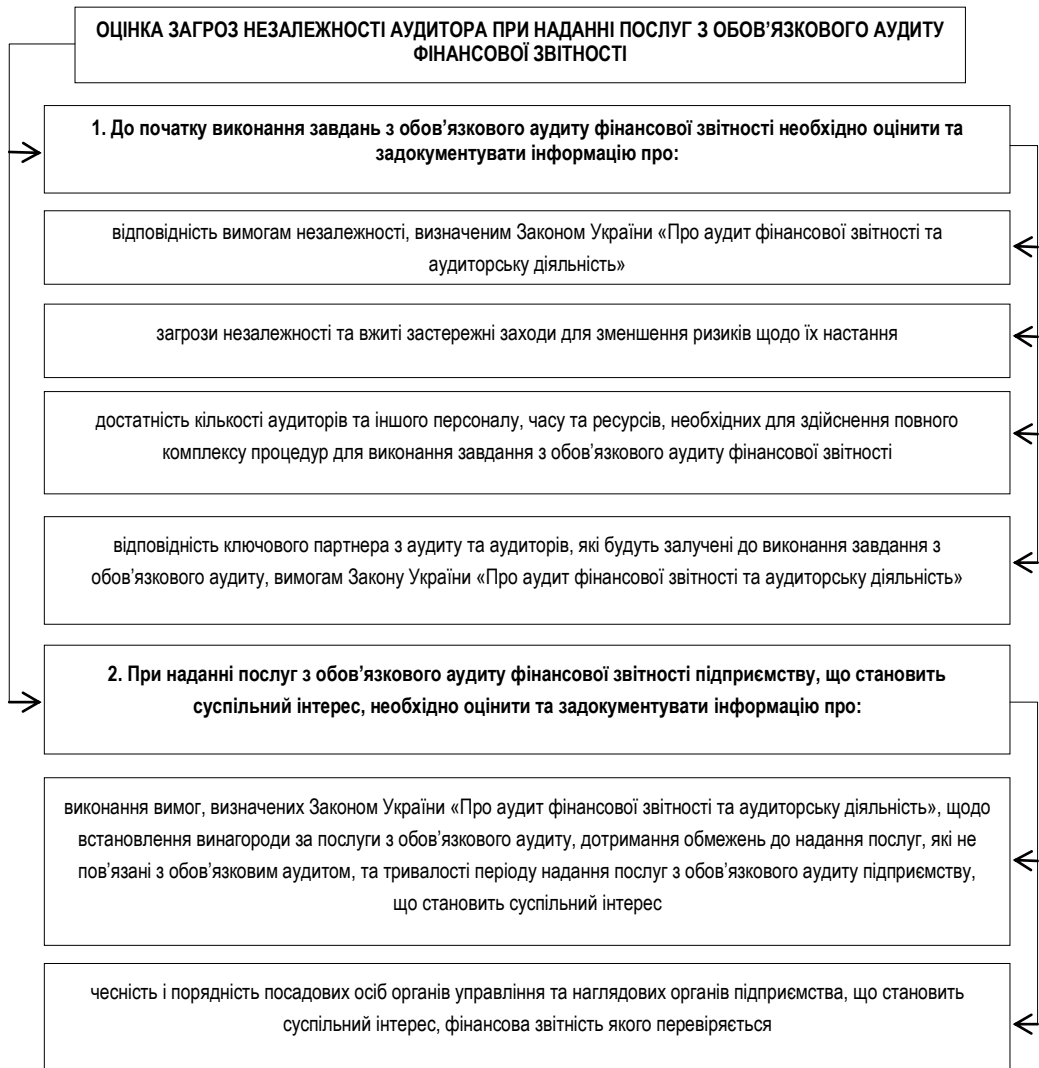 ОЦІНКА ЗАГРОЗ НЕЗАЛЕЖНОСТІ АУДИТОРА ПРИ НАДАННІ ПОСЛУГ З ОБОВ’ЯЗКОВОГО АУДИТУ
ФІНАНСОВОЇ ЗВІТНОСТІ
1. До початку виконання завдань з обов’язкового аудиту фінансової звітності необхідно оцінити та
задокументувати інформацію про:
відповідність вимогам незалежності, визначеним Законом України «Про аудит фінансової звітності та
аудиторську діяльність»
загрози незалежності та вжиті застережні заходи для зменшення ризиків щодо їх настання
достатність кількості аудиторів та іншого персоналу, часу та ресурсів, необхідних для здійснення повного
комплексу процедур для виконання завдання з обов’язкового аудиту фінансової звітності
відповідність ключового партнера з аудиту та аудиторів, які будуть залучені до виконання завдання з
обов’язкового аудиту, вимогам Закону України «Про аудит фінансової звітності та аудиторську діяльність»
2. При наданні послуг з обов’язкового аудиту фінансової звітності підприємству, що становить
суспільний інтерес, необхідно оцінити та задокументувати інформацію про:
виконання вимог, визначених Законом України «Про аудит фінансової звітності та аудиторську діяльність», щодо
встановлення винагороди за послуги з обов’язкового аудиту, дотримання обмежень до надання послуг, які не
пов’язані з обов’язковим аудитом, та тривалості періоду надання послуг з обов’язкового аудиту підприємству,
що становить суспільний інтерес
чесність і порядність посадових осіб органів управління та наглядових органів підприємства, що становить
суспільний інтерес, фінансова звітність якого перевіряється